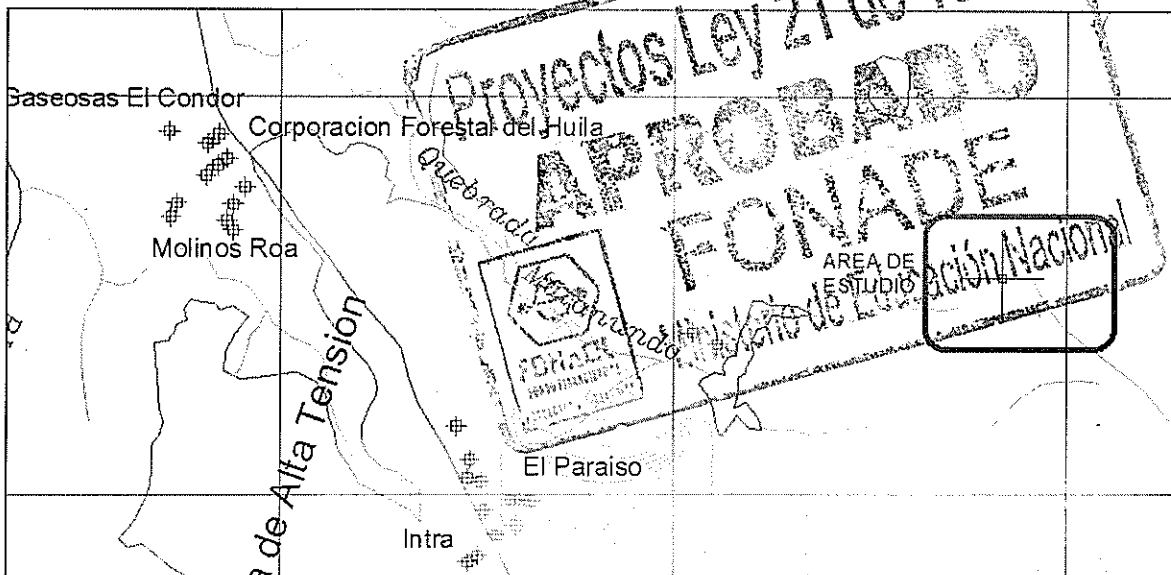 Proyectos Ley 21 de
APROBADO
FONADE
Ministerio de Educación Nacional
Gaseosas El Condor
Corporacion Forestal del Huila
Quebrada
Molinos Roa
AREA DE
ESTUDIO
de Alta Tension
FONADE
El Paraiso
Intra